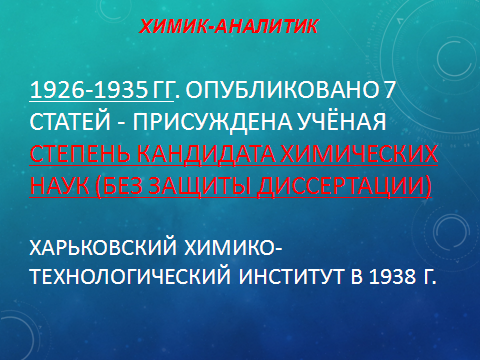 ХИМИК-АНАЛИТИК
1926-1935 ГГ. ОПУБЛИКОВАНО 7
СТАТЕЙ - ПРИСУЖДЕНА УЧЁНАЯ
СТЕПЕНЬ КАНДИДАТА ХИМИЧЕСКИХ
НАУК (БЕЗ ЗАЩИТЫ ДИССЕРТАЦИИ)
ХАРЬКОВСКИЙ ХИМИКО-
ТЕХНОЛОГИЧЕСКИЙ ИНСТИТУТ В 1938 Г.